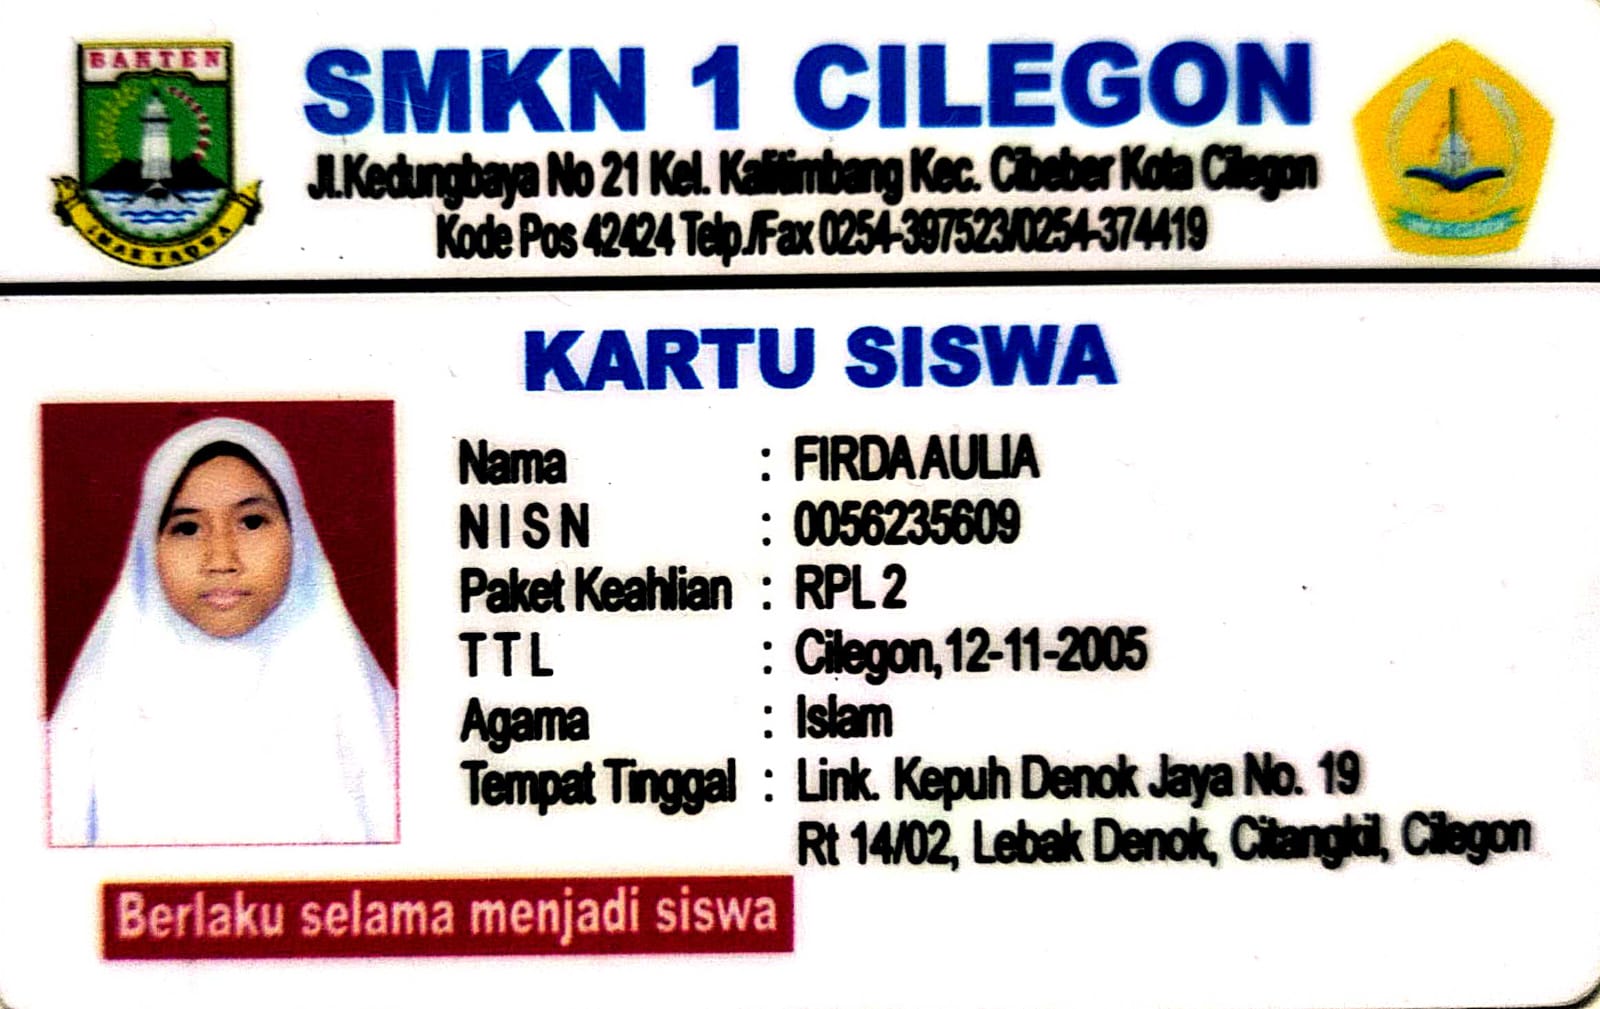 BANTEN
IMAN TAQWA
SMKN 1 CILEGON
Jl.Kedungbaya No 21 Kel. Kalitimbang Kec. Cibeber Kota Cilegon
Kode Pos 42424 Telp./Fax 0254-397523/0254-374419
KARTU SISWA
Nama : FIRDA AULIA
N I S N : 0056235609
Paket Keahlian : RPL 2
T T L : Cilegon, 12-11-2005
Agama : Islam
Tempat Tinggal : Link. Kepuh Denok Jaya No. 19
Rt 14/02, Lebak Denok, Citangkil, Cilegon
Berlaku selama menjadi siswa